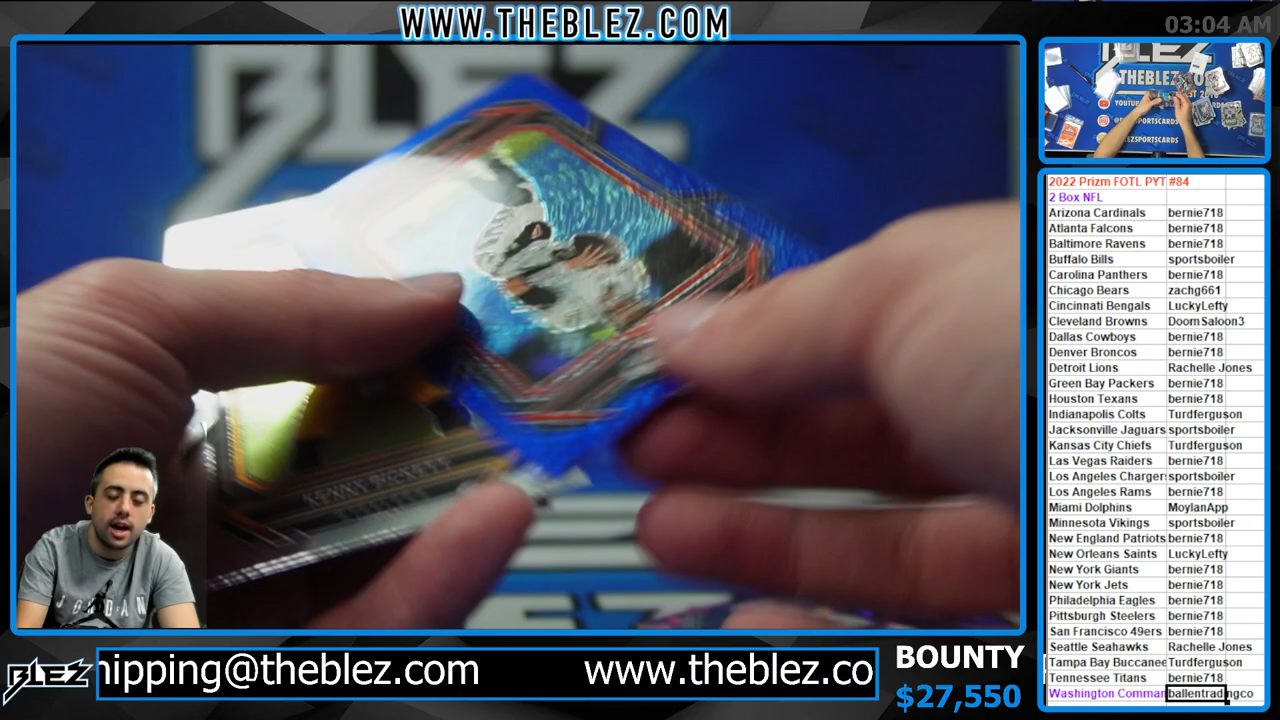 WWW.THEBLEZ.COM
03:04 AM
BLEZ
THEBLEZ
2022 Prizm FOTL PYT #84
2 Box NFL
Arizona Cardinals bernie718
Atlanta Falcons bernie718
Baltimore Ravens bernie718
Buffalo Bills sportsboiler
Carolina Panthers bernie718
Chicago Bears zachg661
Cincinnati Bengals LuckyLefty
Cleveland Browns DoomSaloon3
Dallas Cowboys bernie718
Denver Broncos bernie718
Detroit Lions Rachelle Jones
Green Bay Packers bernie718
Houston Texans bernie718
Indianapolis Colts Turdferguson
Jacksonville Jaguars sportsboiler
Kansas City Chiefs Turdferguson
Las Vegas Raiders bernie718
Los Angeles Charger sportsboiler
Los Angeles Rams bernie718
Miami Dolphins MoylanApp
Minnesota Vikings sportsboiler
New England Patriots bernie718
New Orleans Saints LuckyLefty
New York Giants bernie718
New York Jets bernie718
Philadelphia Eagles bernie718
Pittsburgh Steelers bernie718
San Francisco 49ers bernie718
Seattle Seahawks Rachelle Jones
Tampa Bay Buccanee Turdferguson
Tennessee Titans bernie718
Washington Comman ballentradingco
JORDAN
BLEZ
hipping@theblez.com www.theblez.co
BOUNTY
$27,550